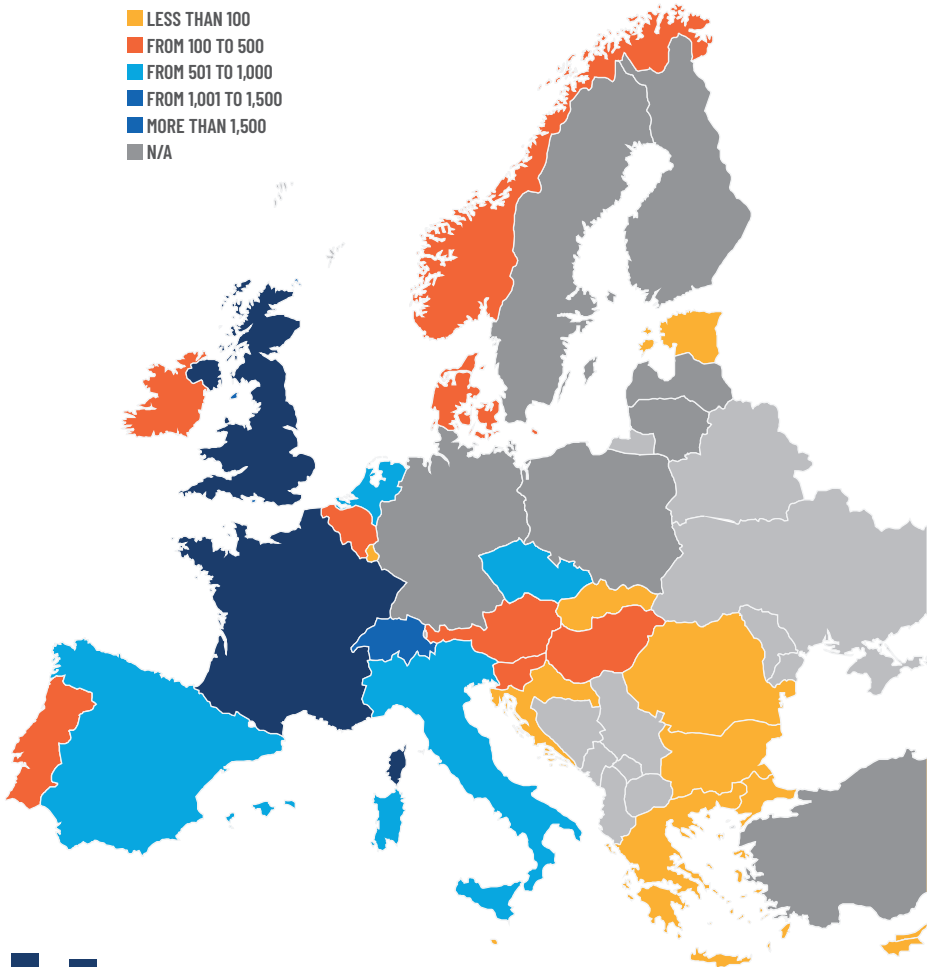 LESS THAN 100
FROM 100 TO 500
FROM 501 TO 1,000
FROM 1,001 TO 1,500
MORE THAN 1,500
N/A